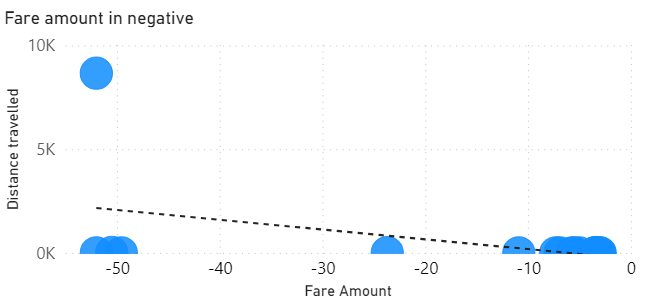 Fare amount in negative
10K
5K
0K
Distance travelled
-50 -40 -30 -20 -10 0
Fare Amount